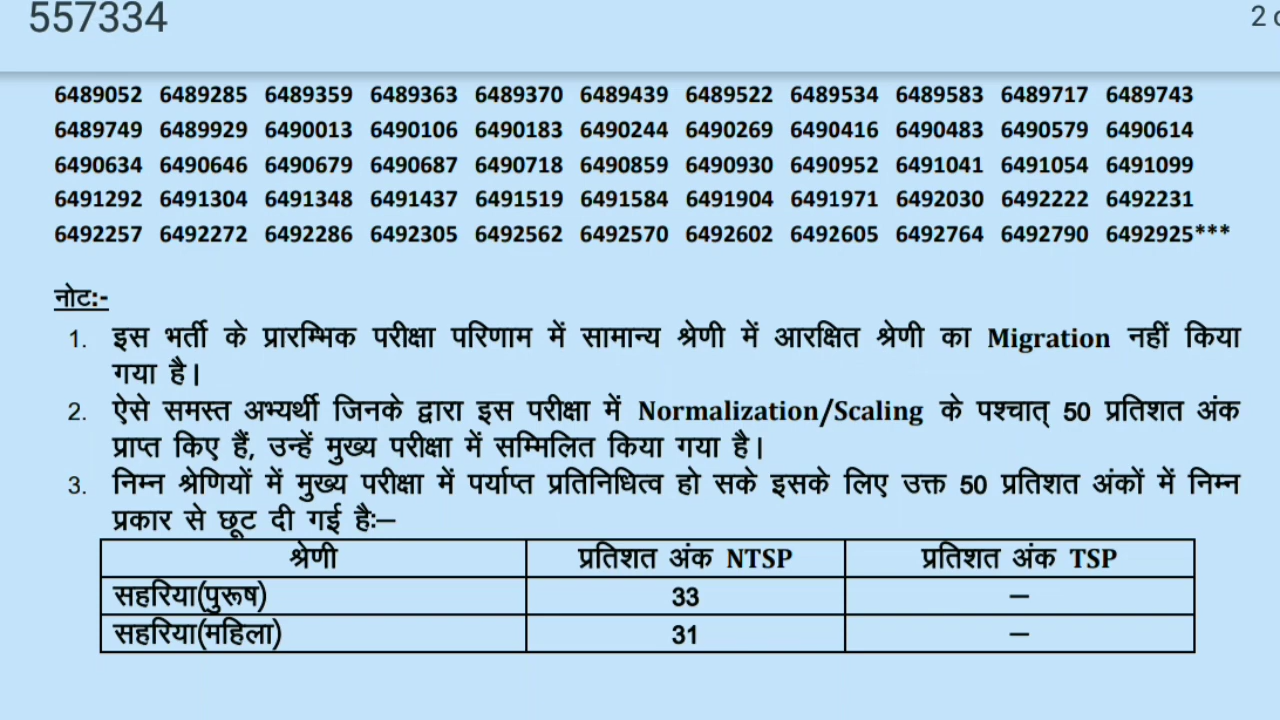 557334
2
6489052 6489285 6489359 6489363 6489370 6489439 6489522 6489534 6489583 6489717 6489743
6489749 6489929 6490013 6490106 6490183 6490244 6490269 6490416 6490483 6490579 6490614
6490634 6490646 6490679 6490687 6490718 6490859 6490930 6490952 6491041 6491054 6491099
6491292 6491304 6491348 6491437 6491519 6491584 6491904 6491971 6492030 6492222 6492231
6492257 6492272 6492286 6492305 6492562 6492570 6492602 6492605 6492764 6492790 6492925***
नोटः-
1. इस भर्ती के प्रारम्भिक परीक्षा परिणाम में सामान्य श्रेणी में आरक्षित श्रेणी का Migration नहीं किया
गया है।
2. ऐसे समस्त अभ्यर्थी जिनके द्वारा इस परीक्षा में Normalization/Scaling के पश्चात् 50 प्रतिशत अंक
प्राप्त किए हैं, उन्हें मुख्य परीक्षा में सम्मिलित किया गया है।
3. निम्न श्रेणियों में मुख्य परीक्षा में पर्याप्त प्रतिनिधित्व हो सके इसके लिए उक्त 50 प्रतिशत अंकों में निम्न
प्रकार से छूट दी गई हैः—
श्रेणी प्रतिशत अंक NTSP प्रतिशत अंक TSP
सहरिया(पुरूष) 33 —
सहरिया(महिला) 31 —